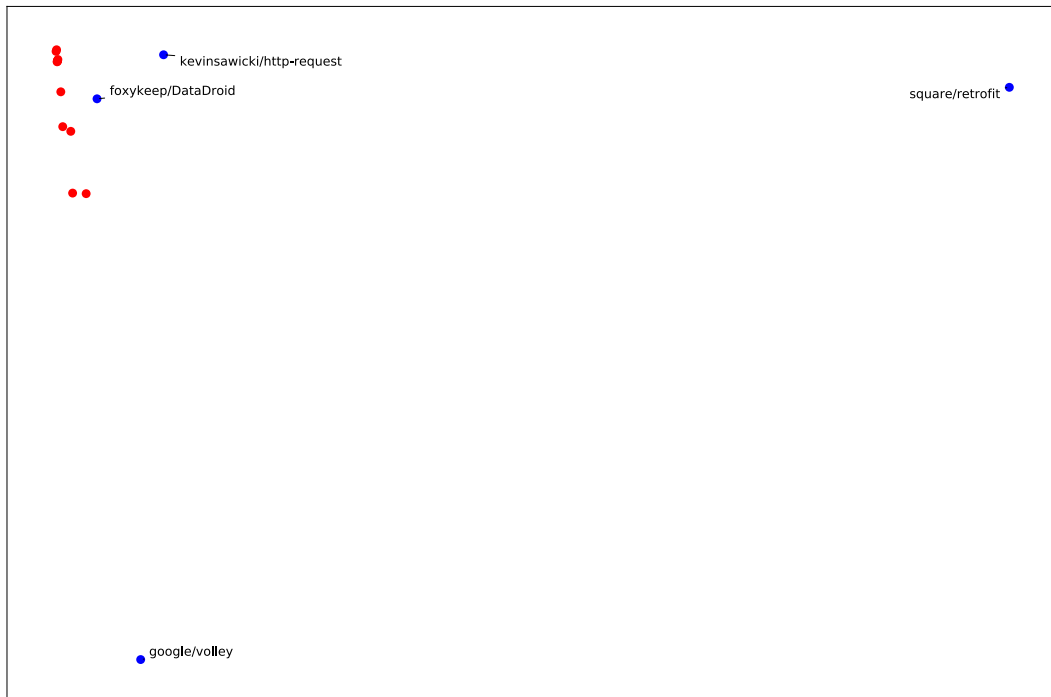 kevinsawicki/http-request
foxykeep/DataDroid
square/retrofit
google/volley